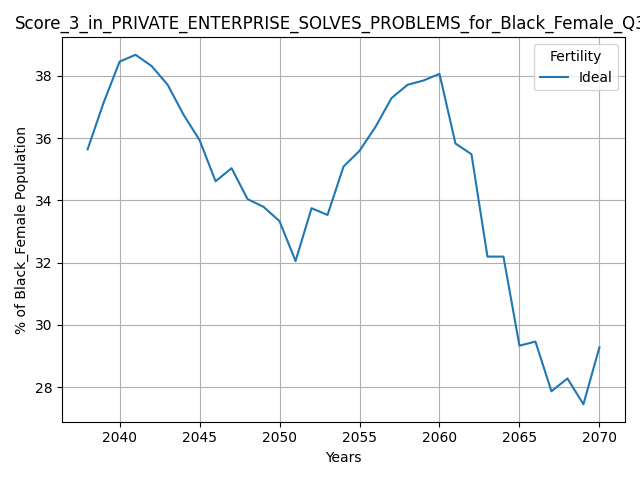 Score_3_in_PRIVATE_ENTERPRISE_SOLVES_PROBLEMS_for_Black_Female_Q3
Fertility
Ideal
38
36
34
32
30
28
% of Black_Female Population
2040 2045 2050 2055 2060 2065 2070
Years